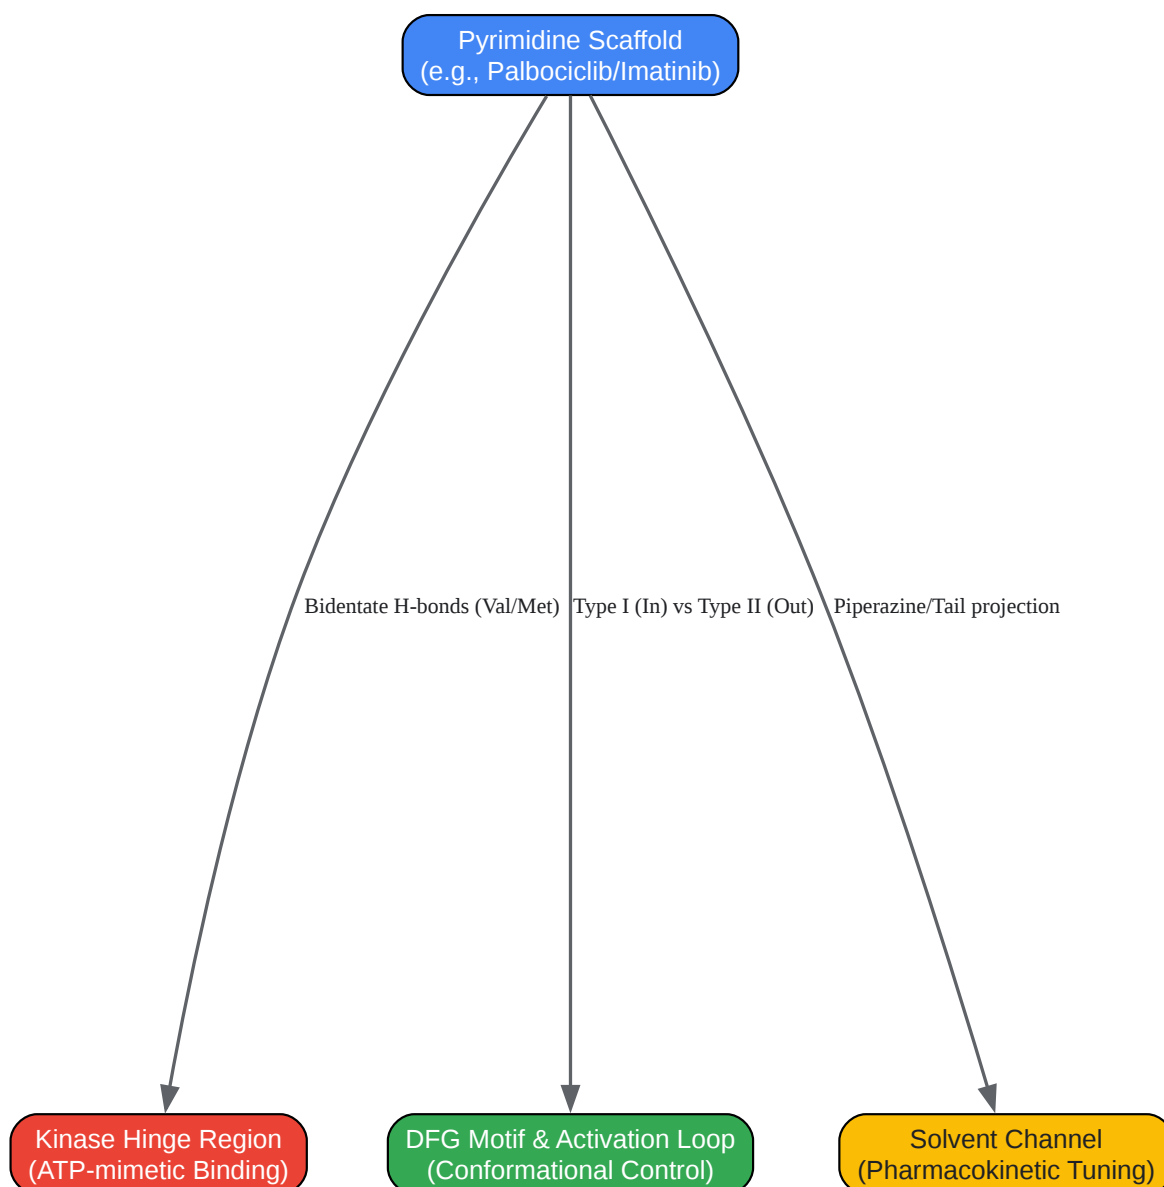 Pyrimidine Scaffold
(e.g., Palbociclib/Imatinib)
Bidentate H-bonds (Val/Met)
Type I (In) vs Type II (Out)
Piperazine/Tail projection
Kinase Hinge Region
(ATP-mimetic Binding)
DFG Motif & Activation Loop
(Conformational Control)
Solvent Channel
(Pharmacokinetic Tuning)